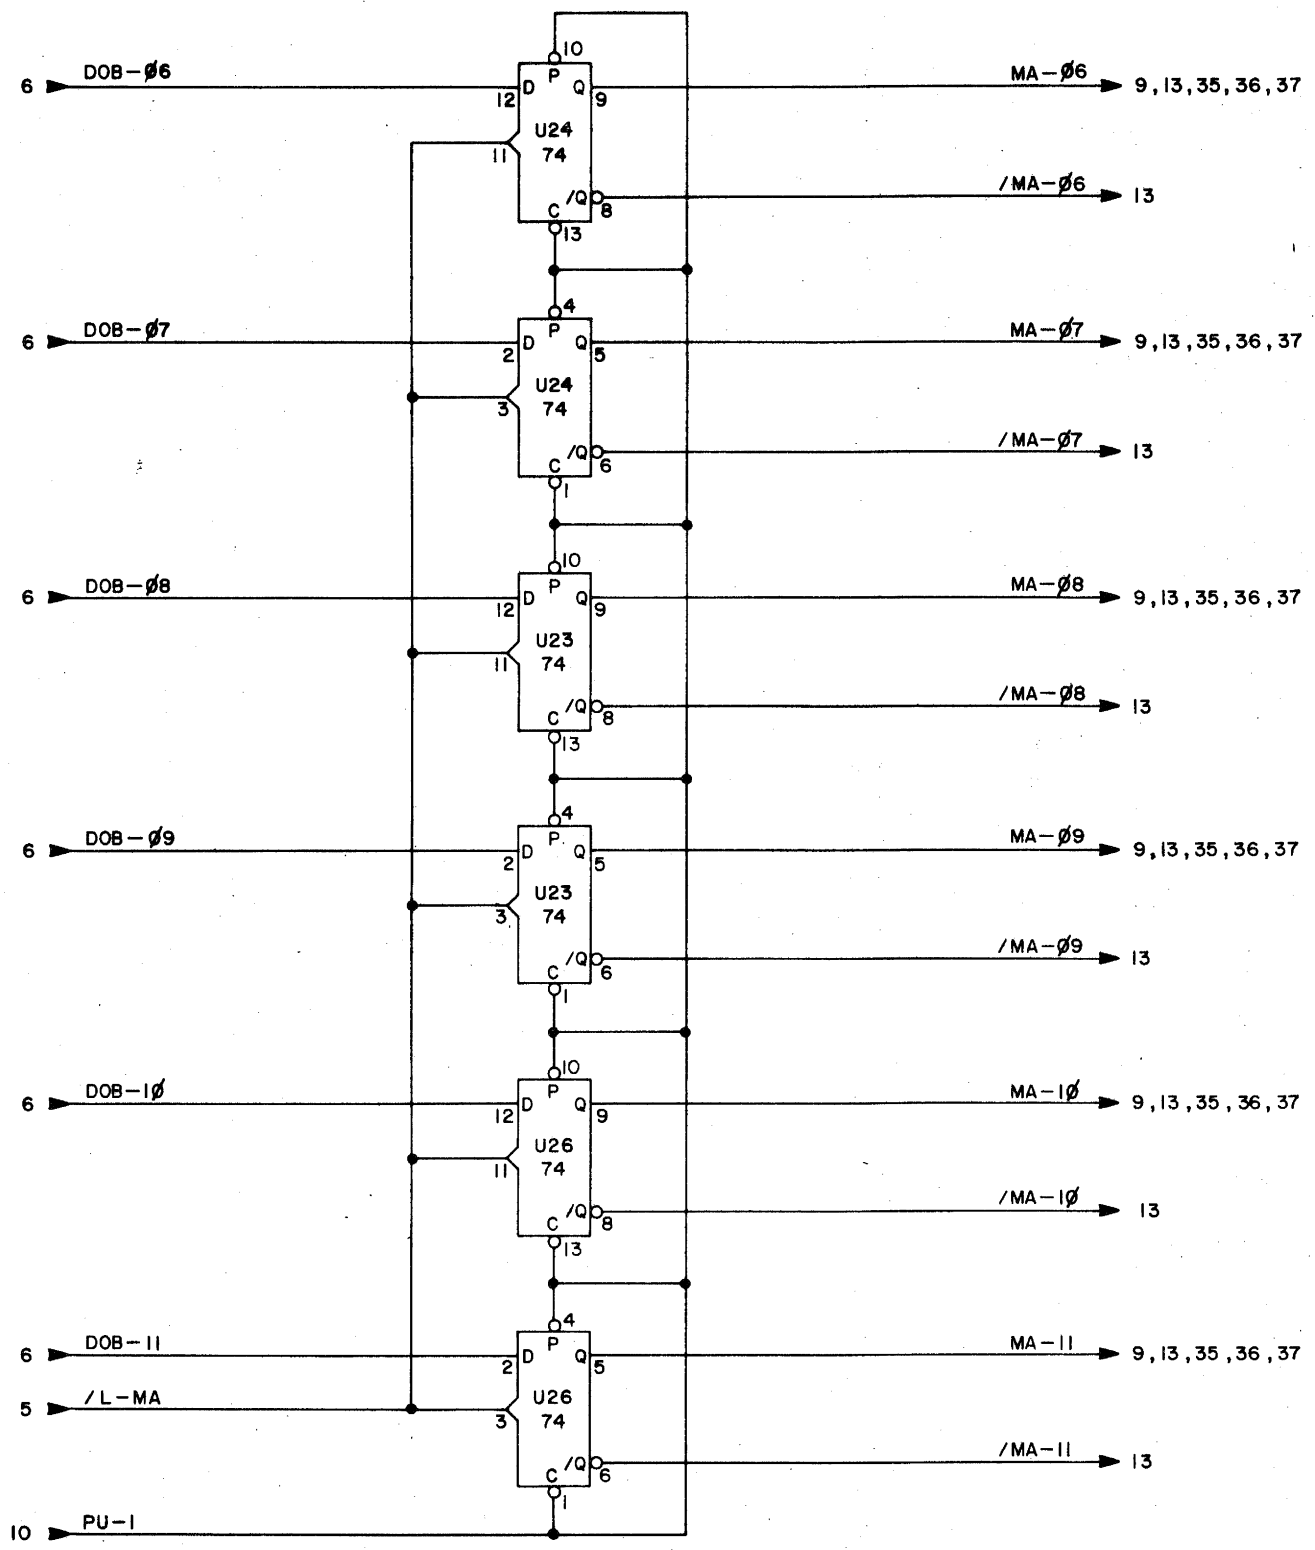 10
6 DOB-Ø6 12 D P Q 9 MA-Ø6 9,13,35,36,37
U24
11 74
/Q 8 /MA-Ø6 13
C
13
4
6 DOB-Ø7 2 D P Q 5 MA-Ø7 9,13,35,36,37
U24
3 74
/Q 6 /MA-Ø7 13
C
1
10
6 DOB-Ø8 12 D P Q 9 MA-Ø8 9,13,35,36,37
U23
11 74
/Q 8 /MA-Ø8 13
C
13
4
6 DOB-Ø9 2 D P Q 5 MA-Ø9 9,13,35,36,37
U23
3 74
/Q 6 /MA-Ø9 13
C
1
10
6 DOB-1Ø 12 D P Q 9 MA-1Ø 9,13,35,36,37
U26
11 74
/Q 8 /MA-1Ø 13
C
13
4
6 DOB-11 2 D P Q 5 MA-11 9,13,35,36,37
5 /L-MA 3 U26
74
/Q 6 /MA-11 13
C
1
10 PU-1